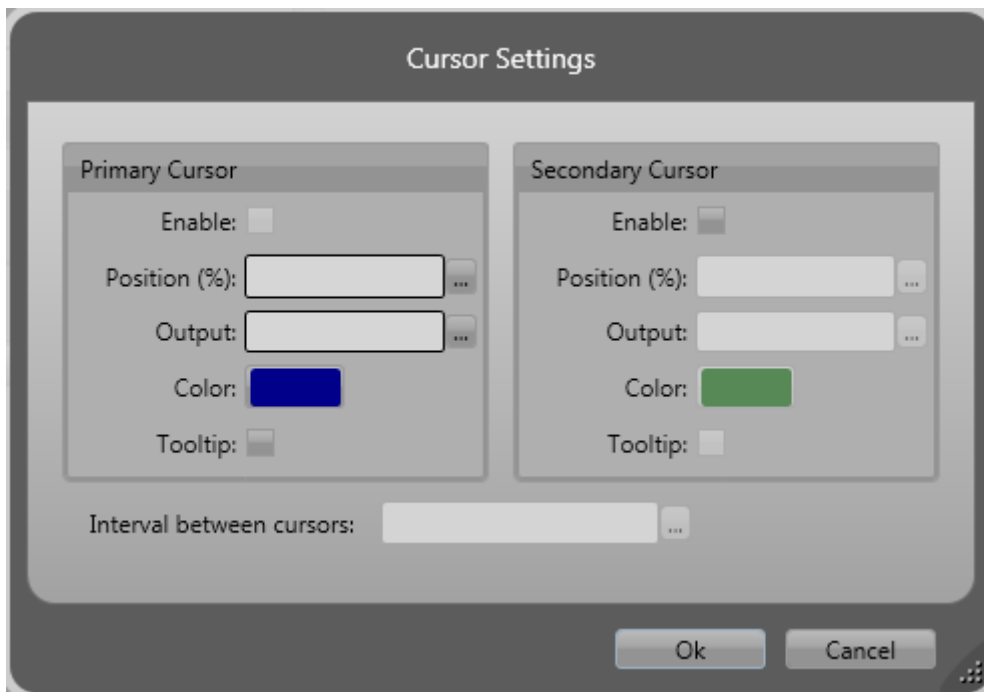 Cursor Settings
Primary Cursor
Enable:
Position (%):
...
Output:
...
Color:
Tooltip:
Secondary Cursor
Enable:
Position (%):
...
Output:
...
Color:
Tooltip:
Interval between cursors:
...
Ok
Cancel